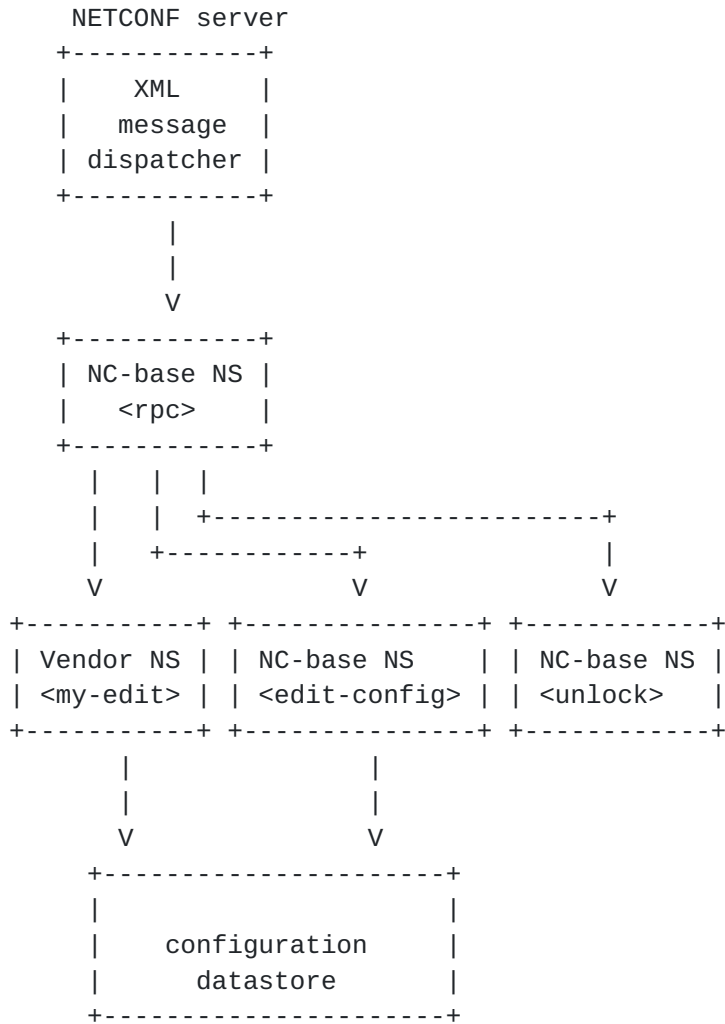 NETCONF server
XML
message
dispatcher
NC-base NS
<rpc>
Vendor NS NC-base NS NC-base NS
<my-edit> <edit-config> <unlock>
configuration
datastore